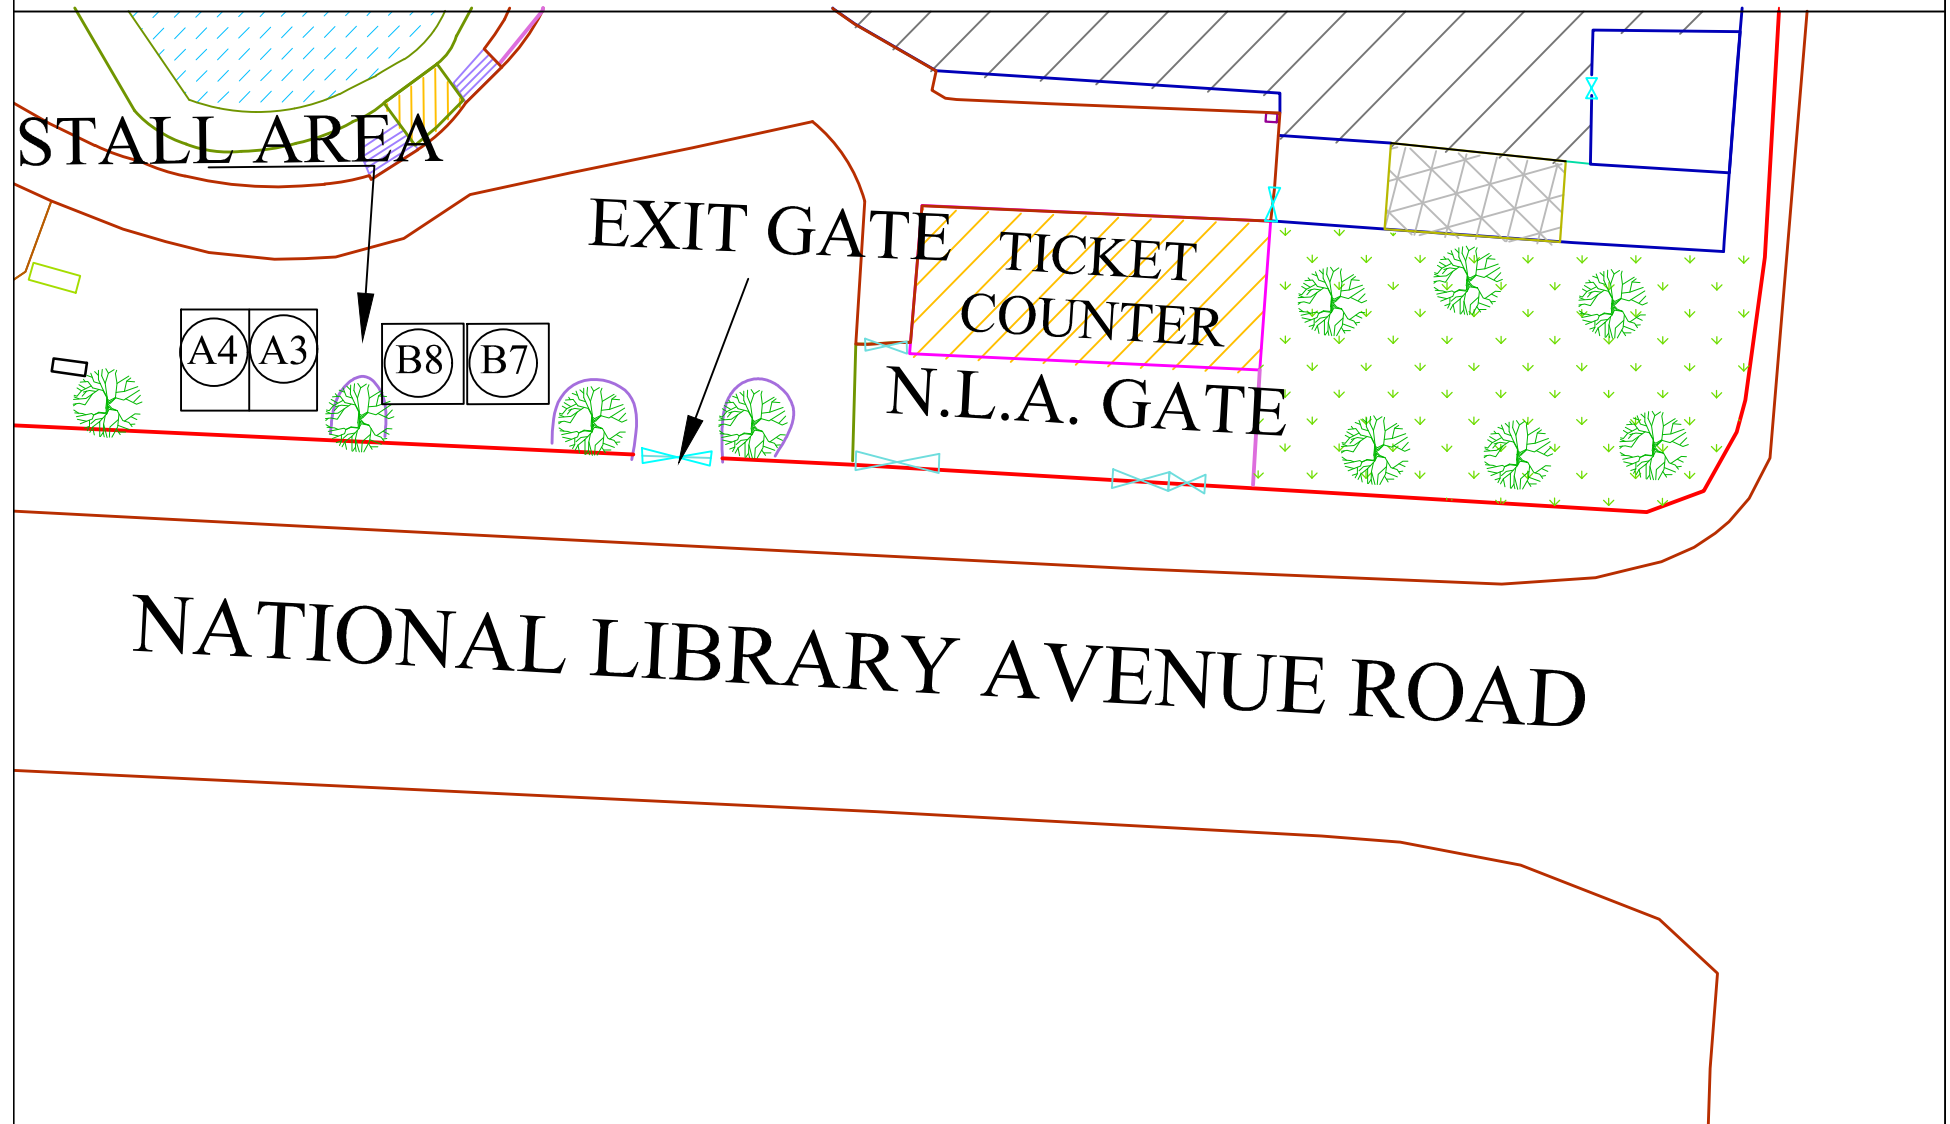 STALL AREA
EXIT GATE
TICKET
COUNTER
A4 A3 B8 B7
N.L.A. GATE
NATIONAL LIBRARY AVENUE ROAD